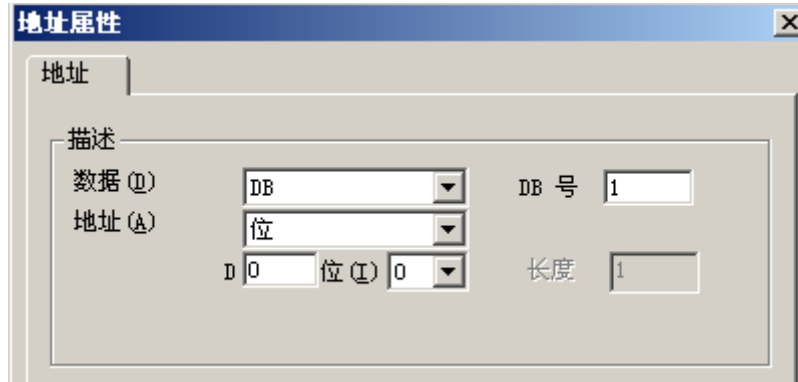 地址属性
地址
描述
数据(D) DB DB 号 1
地址(A) 位
D 0 位(I) 0 长度 1